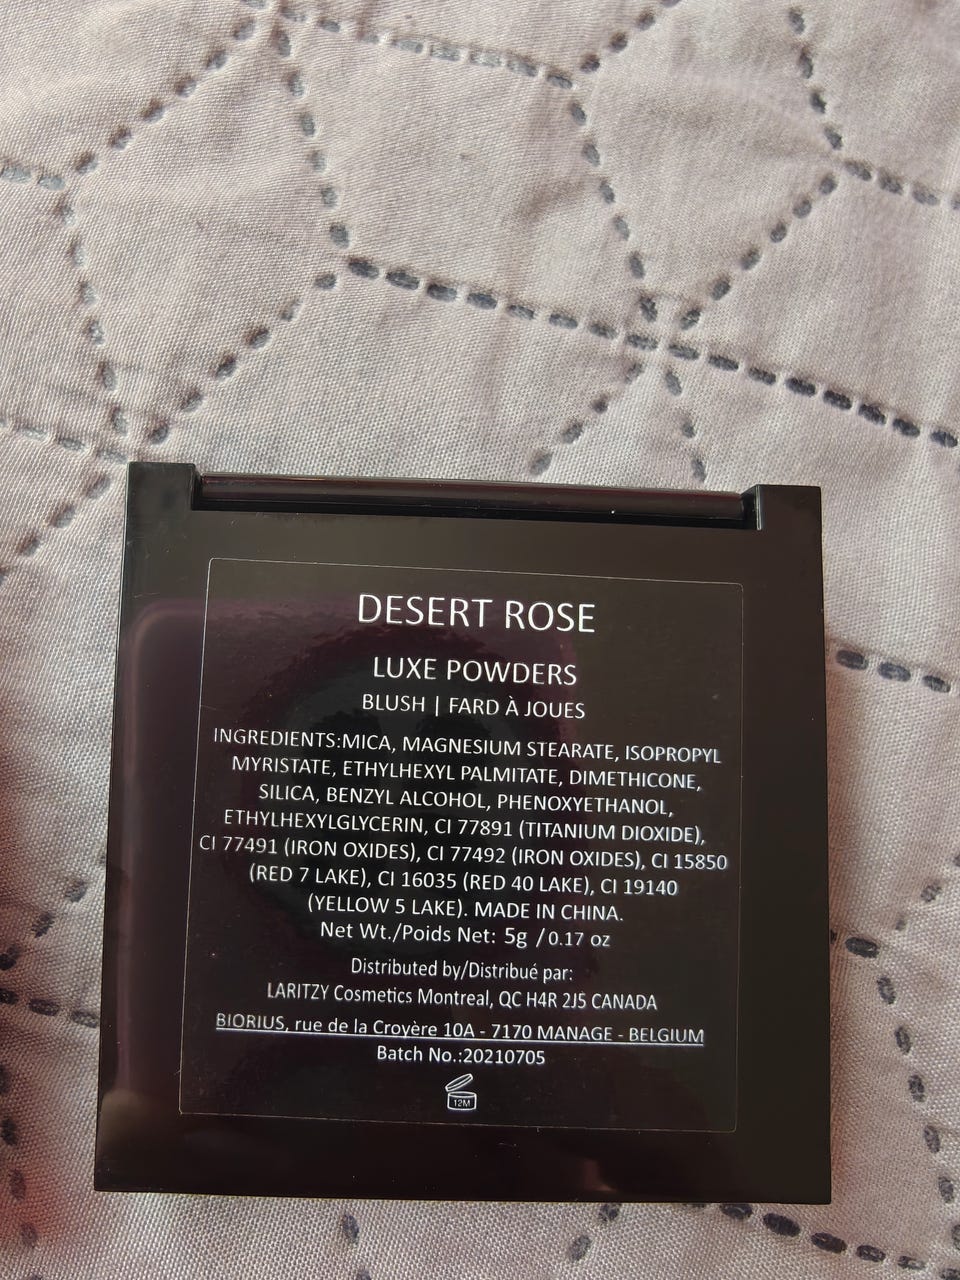 DESERT ROSE
LUXE POWDERS
BLUSH | FARD À JOUES
INGREDIENTS:MICA, MAGNESIUM STEARATE, ISOPROPYL
MYRISTATE, ETHYLHEXYL PALMITATE, DIMETHICONE,
SILICA, BENZYL ALCOHOL, PHENOXYETHANOL,
ETHYLHEXYLGLYCERIN, CI 77891 (TITANIUM DIOXIDE),
CI 77491 (IRON OXIDES), CI 77492 (IRON OXIDES), CI 15850
(RED 7 LAKE), CI 16035 (RED 40 LAKE), CI 19140
(YELLOW 5 LAKE). MADE IN CHINA.
Net Wt./Poids Net: 5g /0.17 oz
Distributed by/Distribué par:
LARITZY Cosmetics Montreal, QC H4R 2J5 CANADA
BIORIUS, rue de la Croyère 10A - 7170 MANAGE - BELGIUM
Batch No.:20210705
12M